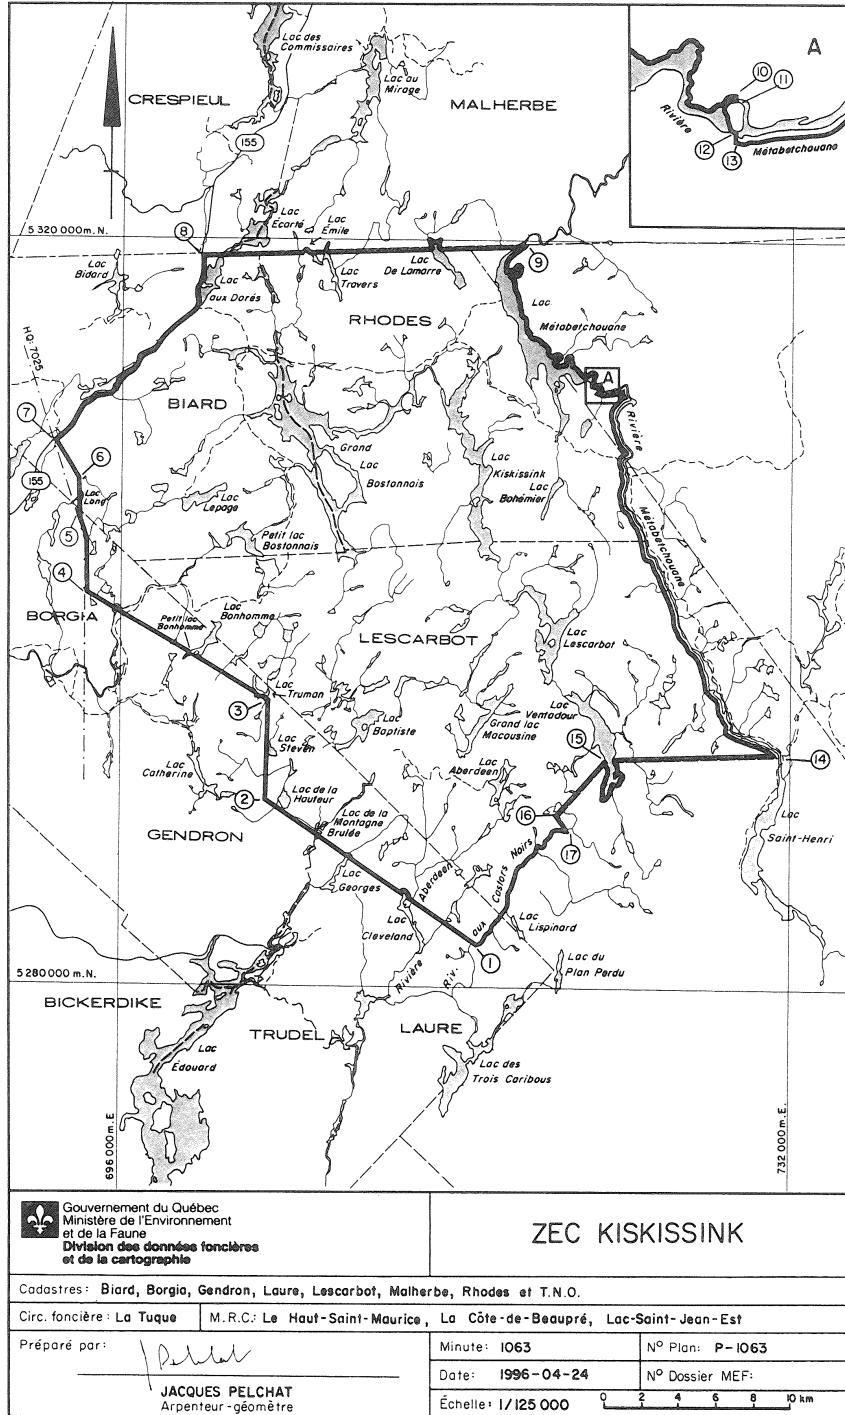 Lac des
Commissaires
Lac au
Mirage
CRESPIEUL
MALHERBE
155
A
10
11
Rivière
12
13
Métabetchouane
5 320 000 m. N.
8
Lac
Écarté
Lac
Émile
9
Lac
Bidard
Lac
aux Dorés
Lac
Travers
Lac
De Lamarre
Lac
Métabetchouane
RHODES
HQ: 7025
A
BIARD
7
Rivière
Grand
Lac
Bostonnais
6
155
Lac
Kiskissink
Lac
Long
Lac
Lepage
Lac
Bohémier
5
Métabetchouane
Petit lac
Bostonnais
4
BORGIA
Lac
Bonhomme
Petit lac
Bonhomme
LESCARBOT
Lac
Lescarbot
Lac
Truman
3
Lac
Ventadour
Lac
Baptiste
Grand lac
Macousine
Lac
Steven
15
14
Lac
Catherine
Lac
Aberdeen
2
Lac de la
Hauteur
16
Lac de la
Montagne
Brulée
17
GENDRON
Lac
Saint-Henri
Lac
Georges
Aberdeen
Rivière
Riv. aux Castors Noirs
Lac
Cleveland
Lac
Lispinard
1
Lac du
Plan Perdu
5 280 000 m. N.
BICKERDIKE
TRUDEL
LAURE
Lac
Édouard
Lac des
Trois Caribous
696 000 m. E.
732 000 m. E.
Gouvernement du Québec
Ministère de l'Environnement
et de la Faune
Division des données foncières
et de la cartographie
ZEC KISKISSINK
Cadastres: Biard, Borgia, Gendron, Laure, Lescarbot, Malherbe, Rhodes et T.N.O.
Circ. foncière: La Tuque
M.R.C.: Le Haut-Saint-Maurice, La Côte-de-Beaupré, Lac-Saint-Jean-Est
Préparé par:
JACQUES PELCHAT
Arpenteur-géomètre
Minute: 1063
Nº Plan: P-1063
Date: 1996-04-24
Nº Dossier MEF:
Échelle: 1/125 000
0 2 4 6 8 10 km